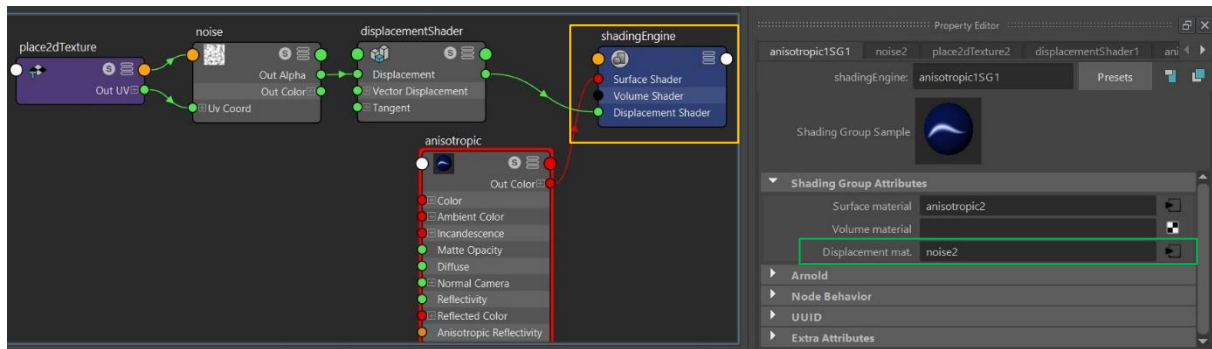 place2dTexture
Out UV
noise
Out Alpha
Out Color
Uv Coord
displacementShader
Displacement
Vector Displacement
Tangent
shadingEngine
Surface Shader
Volume Shader
Displacement Shader
anisotropic
Out Color
Color
Ambient Color
Incandescence
Matte Opacity
Diffuse
Normal Camera
Reflectivity
Reflected Color
Anisotropic Reflectivity
Property Editor
anisotropic1SG1 noise2 place2dTexture2 displacementShader1 ani
shadingEngine: anisotropic1SG1 Presets
Shading Group Sample
Shading Group Attributes
Surface material anisotropic2
Volume material
Displacement mat. noise2
Arnold
Node Behavior
UUID
Extra Attributes